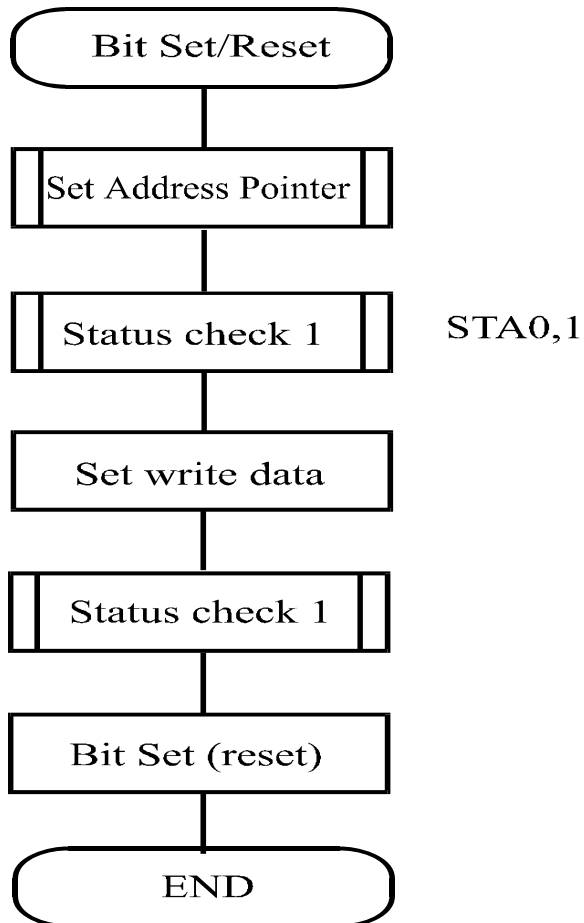 Bit Set/Reset
Set Address Pointer
Status check 1
STA0,1
Set write data
Status check 1
Bit Set (reset)
END